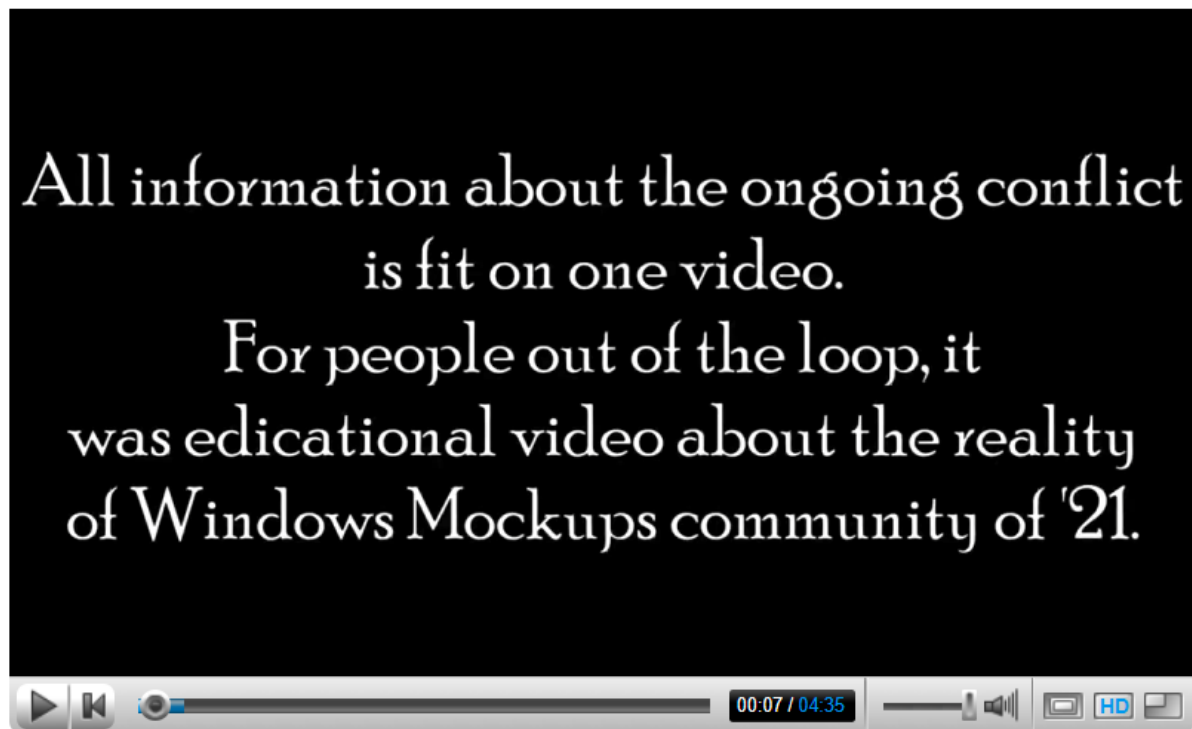 All information about the ongoing conflict
is fit on one video.
For people out of the loop, it
was edicational video about the reality
of Windows Mockups community of '21.
00:07 / 04:35
HD